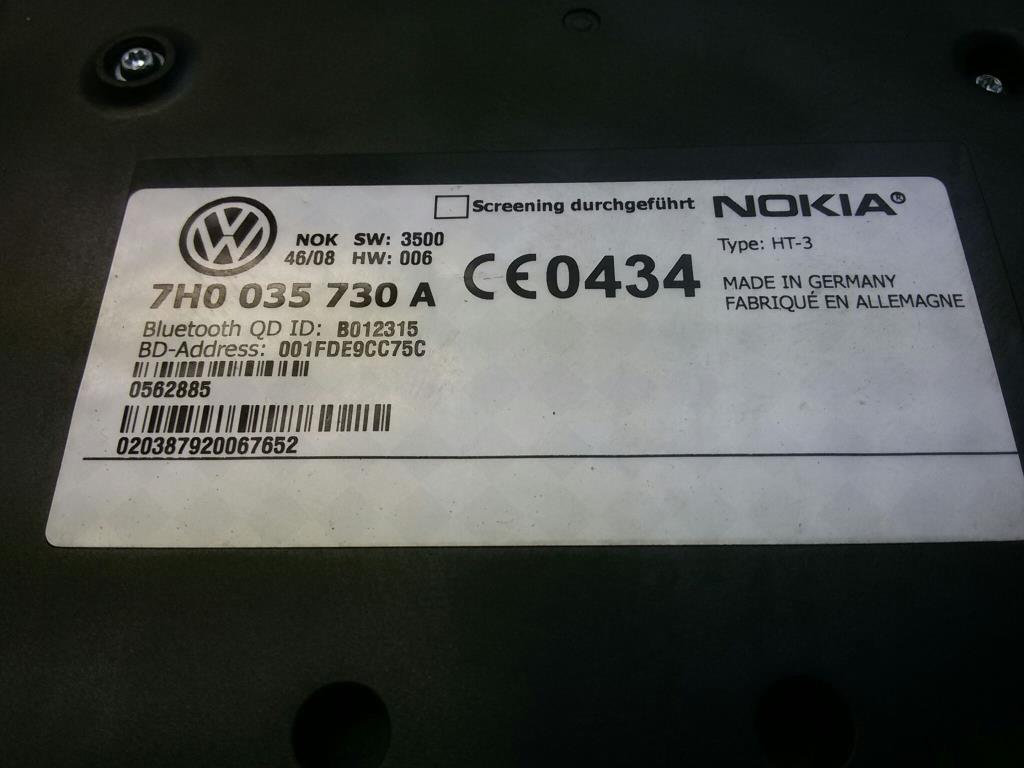 Screening durchgeführt
NOKIA®
NOK SW: 3500
46/08 HW: 006
7H0 035 730 A
CE0434
Type: HT-3
MADE IN GERMANY
FABRIQUÉ EN ALLEMAGNE
Bluetooth QD ID: B012315
BD-Address: 001FDE9CC75C
0562885
020387920067652